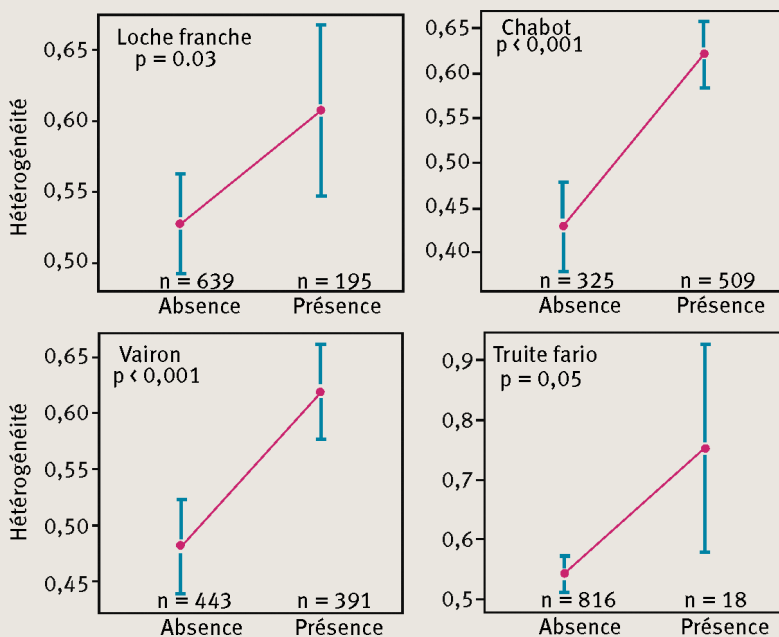 Hétérogénéité
0,65
0,60
0,55
0,50
Loche franche
p = 0.03
n = 639
n = 195
Absence
Présence
0,65
0,60
0,55
0,50
0,45
0,40
Chabot
p < 0,001
n = 325
n = 509
Absence
Présence
Hétérogénéité
0,65
0,60
0,55
0,50
0,45
Vairon
p < 0,001
n = 443
n = 391
Absence
Présence
0,9
0,8
0,7
0,6
0,5
Truite fario
p = 0,05
n = 816
n = 18
Absence
Présence